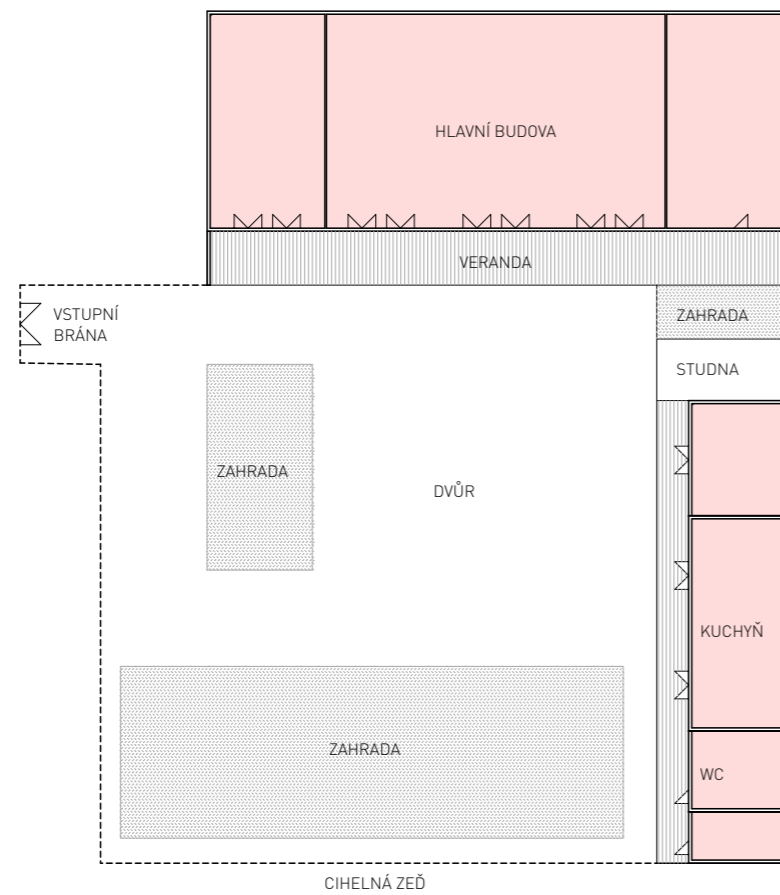 HLAVNÍ BUDOVA
VERANDA
VSTUPNÍ
BRÁNA
ZAHRADA
STUDNA
ZAHRADA
DVŮR
KUCHYŇ
ZAHRADA
WC
CIHELNÁ ZEĎ